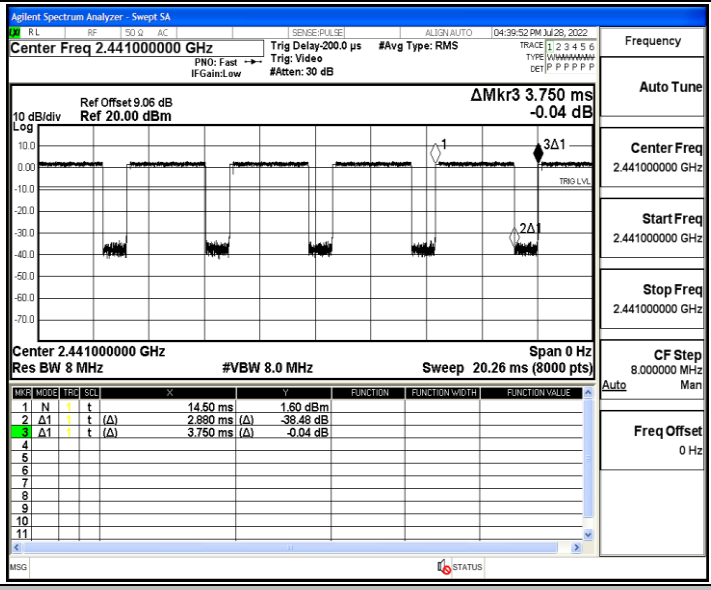 Agilent Spectrum Analyzer - Swept SA
RL RF 50 Ω AC SENSE:PULSE ALIGN AUTO 04:39:52 PM Jul 28, 2022
Center Freq 2.441000000 GHz
PNO: Fast
IFGain:Low
Trig Delay-200.0 µs
Trig: Video
#Atten: 30 dB
#Avg Type: RMS
TRACE 1 2 3 4 5 6
TYPE WWWWWW
DET P P P P P P
Frequency
Auto Tune
Center Freq
2.441000000 GHz
Start Freq
2.441000000 GHz
Stop Freq
2.441000000 GHz
CF Step
8.000000 MHz
Auto Man
Freq Offset
0 Hz
ΔMkr3 3.750 ms
-0.04 dB
Ref Offset 9.06 dB
10 dB/div Ref 20.00 dBm
Log
10.0
0.00
-10.0
-20.0
-30.0
-40.0
-50.0
-60.0
-70.0
1
3Δ1
TRIG LVL
2Δ1
Center 2.441000000 GHz Span 0 Hz
Res BW 8 MHz #VBW 8.0 MHz Sweep 20.26 ms (8000 pts)
MKR MODE TRC SCL X Y FUNCTION FUNCTION WIDTH FUNCTION VALUE
1 N 1 t 14.50 ms 1.60 dBm
2 Δ1 1 t (Δ) 2.880 ms (Δ) -38.48 dB
3 Δ1 1 t (Δ) 3.750 ms (Δ) -0.04 dB
4
5
6
7
8
9
10
11
MSG STATUS